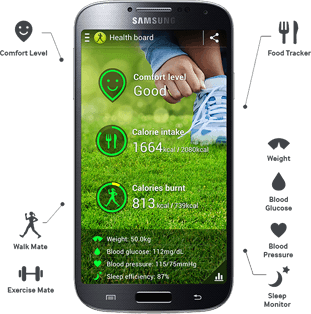 SAMSUNG
Health board
Comfort Level
Food Tracker
Comfort level
Good
Calorie intake
1664 kcal / 2080kcal
Weight
Calories burnt
813 kcal / 739kcal
Blood
Glucose
Walk Mate
Weight: 50.0kg
Blood glucose: 112mg/dL
Blood pressure: 115/75mmHg
Sleep efficiency: 87%
Blood
Pressure
Exercise Mate
Sleep
Monitor